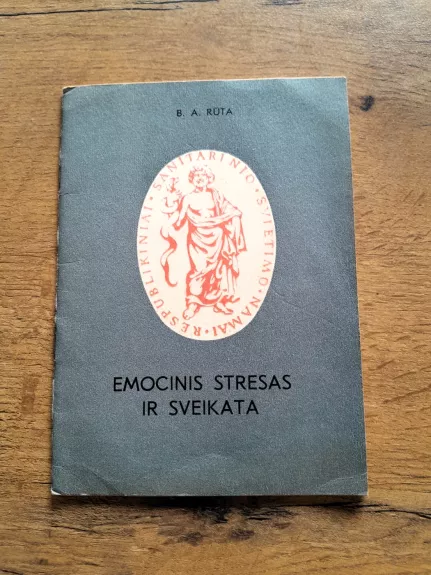 B. A. RŪTA
RESPUBLIKINIAI · SANITARINIO · ŠVIETIMO · NAMAI ·
EMOCINIS STRESAS
IR SVEIKATA